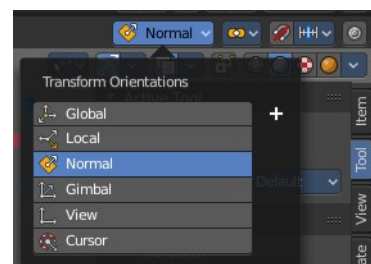 Normal
Transform Orientations
Global
Local
Normal
Gimbal
View
Cursor
Active Tool
Default
Item
Tool
View